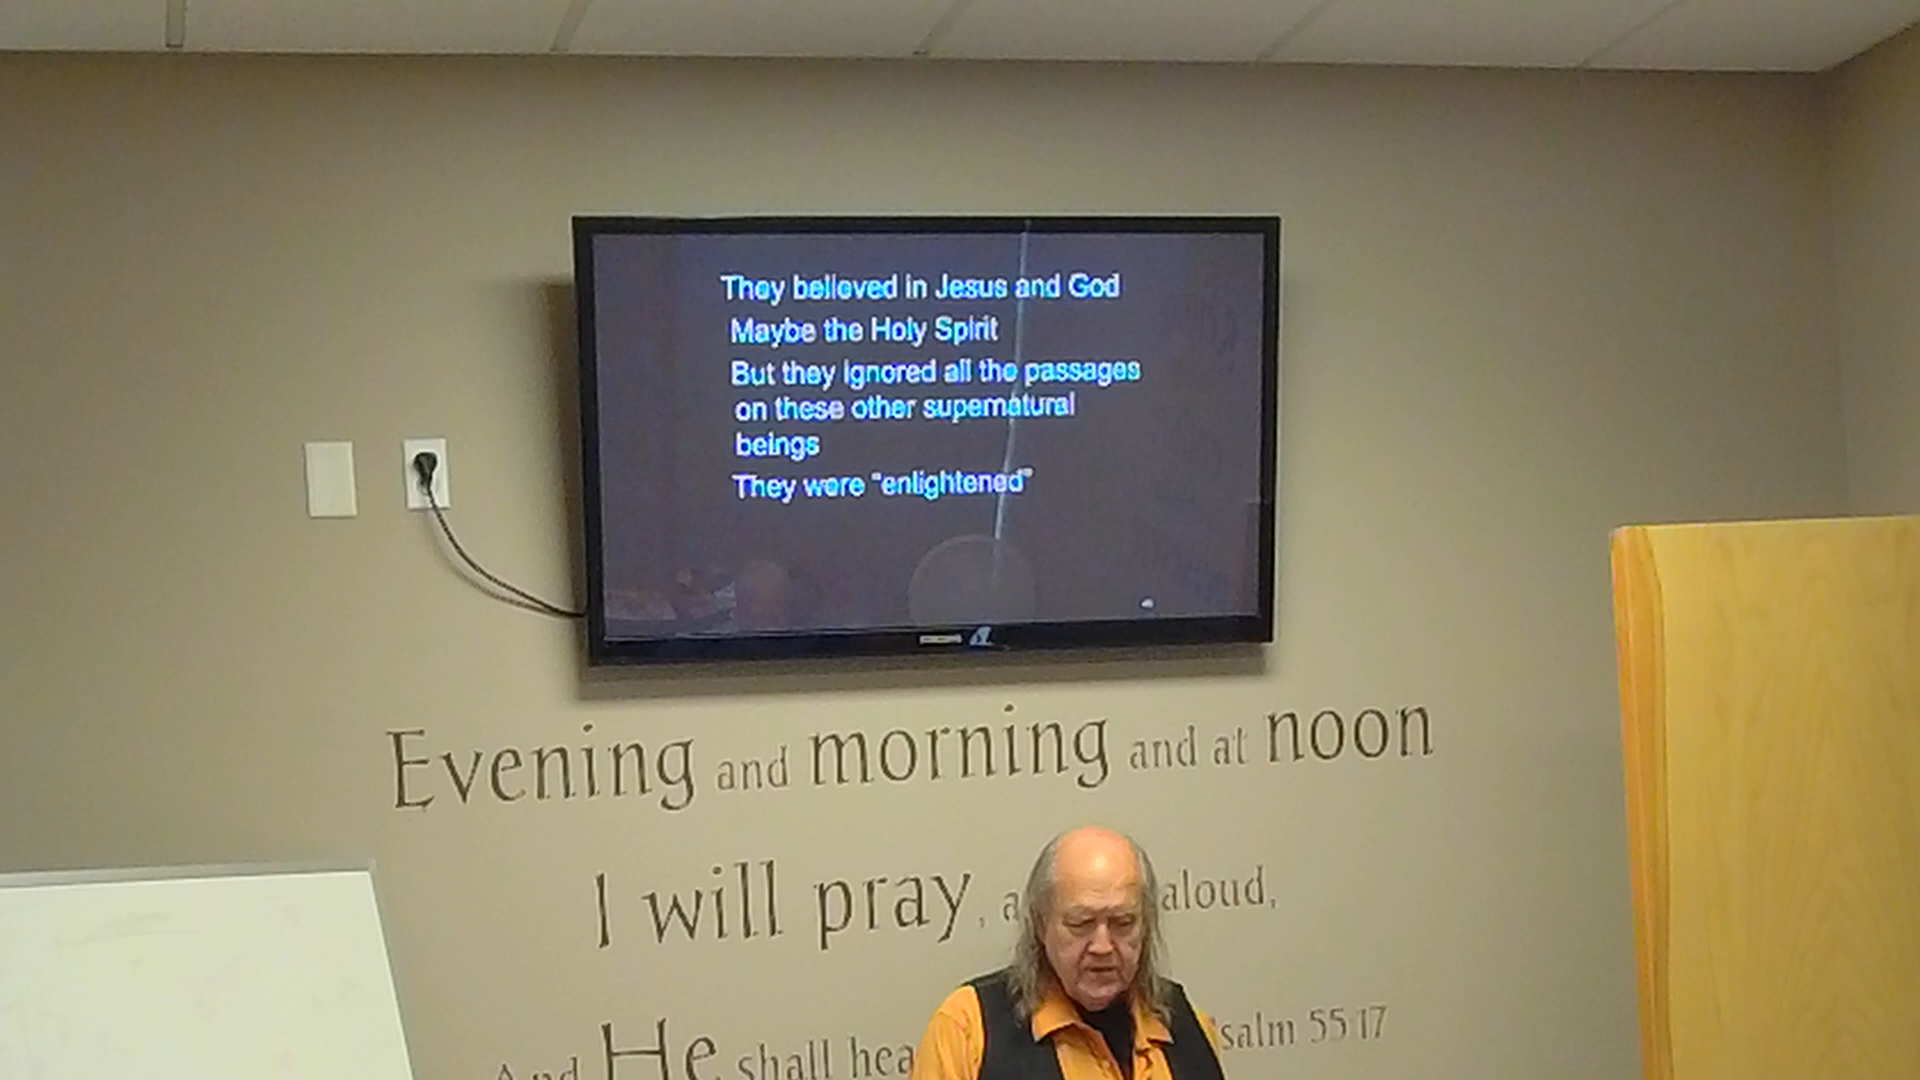 They believed in Jesus and God
Maybe the Holy Spirit
But they ignored all the passages
on these other supernatural
beings
They were "enlightened"
Evening and morning and at noon
I will pray, a aloud,
And He shall hea salm 55 17